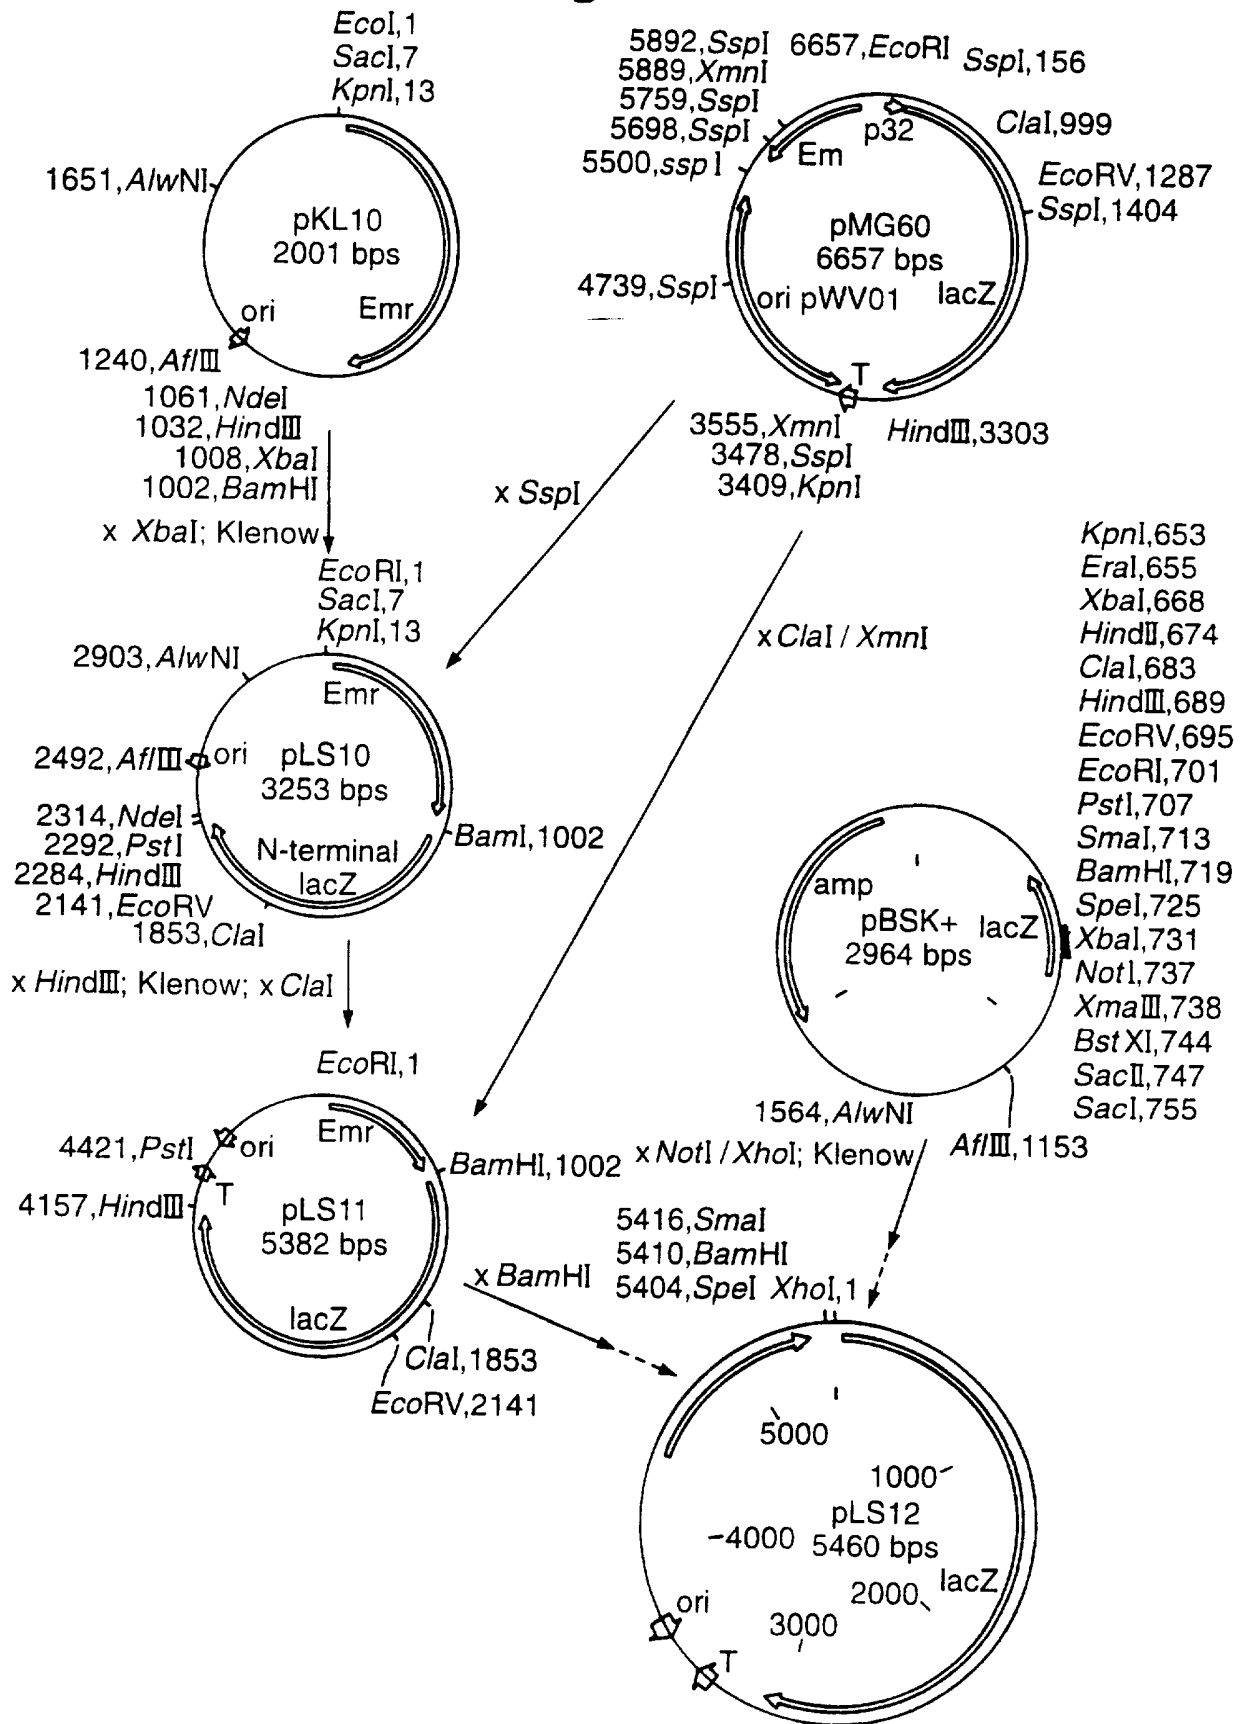 EcoI,1
SacI,7
KpnI,13
1651,AlwNI
pKL10
2001 bps
ori
Emr
1240,AflIII
1061,NdeI
1032,HindIII
1008,XbaI
1002,BamHI
x XbaI; Klenow
5892,SspI
6657,EcoRI
SspI,156
5889,XmnI
5759,SspI
5698,SspI
5500,sspI
p32
Em
ClaI,999
EcoRV,1287
SspI,1404
pMG60
6657 bps
4739,SspI
ori pWV01
lacZ
T
3555,XmnI
3478,SspI
3409,KpnI
HindIII,3303
x SspI
x ClaI / XmnI
EcoRI,1
SacI,7
KpnI,13
2903,AlwNI
Emr
2492,AflIII
ori
pLS10
3253 bps
2314,NdeI
2292,PstI
2284,HindIII
2141,EcoRV
1853,ClaI
N-terminal
lacZ
BamI,1002
x HindIII; Klenow; x ClaI
KpnI,653
EraI,655
XbaI,668
HindII,674
ClaI,683
HindIII,689
EcoRV,695
EcoRI,701
PstI,707
SmaI,713
BamHI,719
SpeI,725
XbaI,731
NotI,737
XmaIII,738
BstXI,744
SacII,747
SacI,755
amp
pBSK+
2964 bps
lacZ
1564,AlwNI
AflIII,1153
x NotI / XhoI; Klenow
EcoRI,1
4421,PstI
ori
Emr
BamHI,1002
4157,HindIII
T
pLS11
5382 bps
lacZ
ClaI,1853
EcoRV,2141
x BamHI
5416,SmaI
5410,BamHI
5404,SpeI
XhoI,1
5000
1000
pLS12
4000
5460 bps
lacZ
2000
3000
ori
T